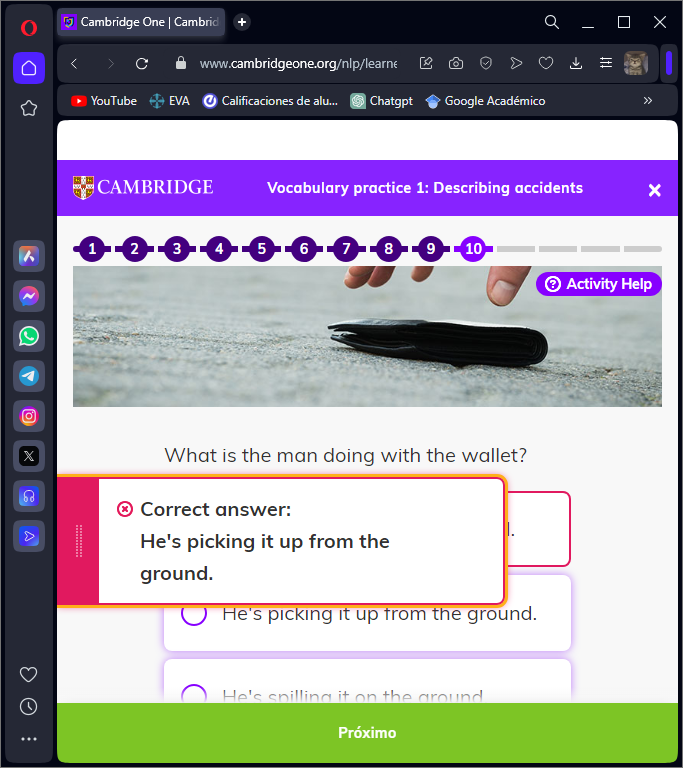 Cambridge One | Cambrid
www.cambridgeone.org/nlp/learne
YouTube
EVA
Calificaciones de alu...
Chatgpt
Google Académico
CAMBRIDGE
Vocabulary practice 1: Describing accidents
1 2 3 4 5 6 7 8 9 10
Activity Help
What is the man doing with the wallet?
Correct answer:
He's picking it up from the
ground.
He's picking it up from the ground.
He's spilling it on the ground.
Próximo